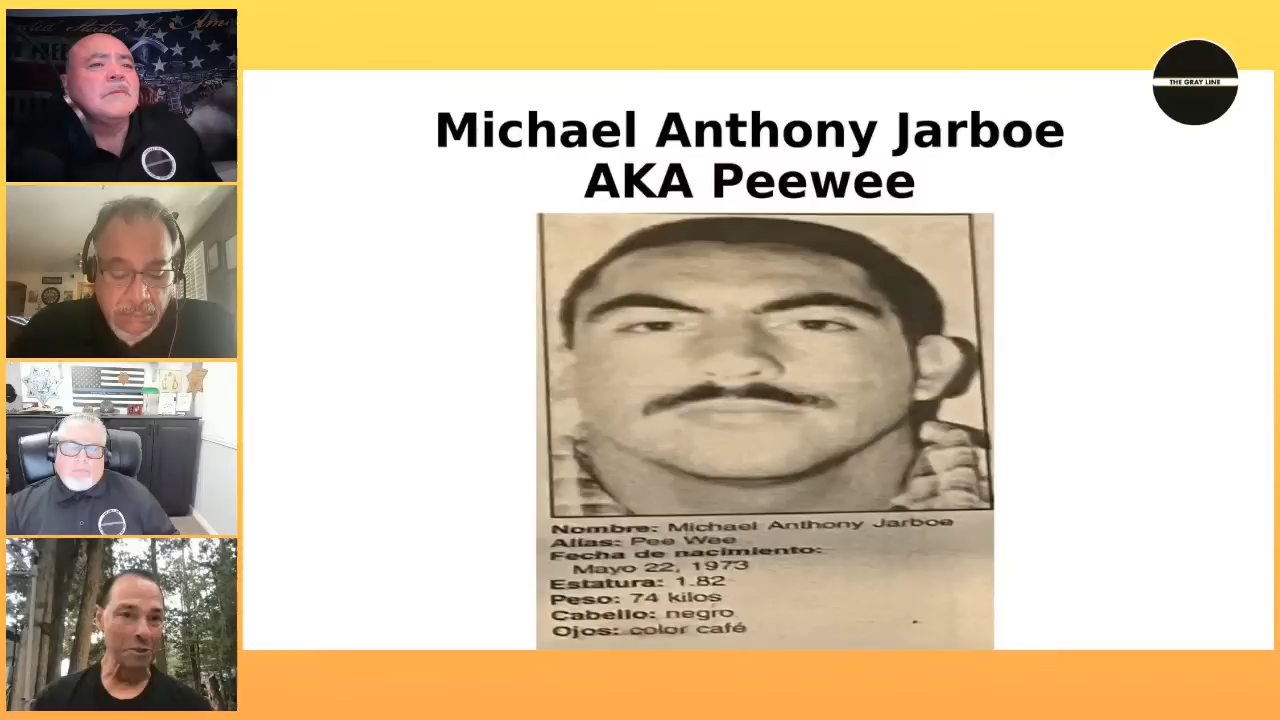 THE GRAY LINE
Michael Anthony Jarboe
AKA Peewee
Nombre: Michael Anthony Jarboe
Alias: Pee Wee
Fecha de nacimiento:
Mayo 22, 1973
Estatura: 1.82
Peso: 74 kilos
Cabello: negro
Ojos: color café